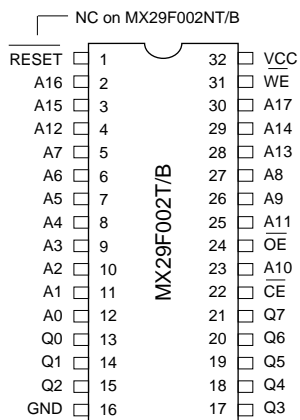 NC on MX29F002NT/B
RESET 1 32 VCC
A16 2 31 WE
A15 3 30 A17
A12 4 29 A14
A7 5 28 A13
A6 6 27 A8
A5 7 26 A9
A4 8 25 A11
A3 9 24 OE
A2 10 23 A10
A1 11 22 CE
A0 12 21 Q7
Q0 13 20 Q6
Q1 14 19 Q5
Q2 15 18 Q4
GND 16 17 Q3
MX29F002T/B